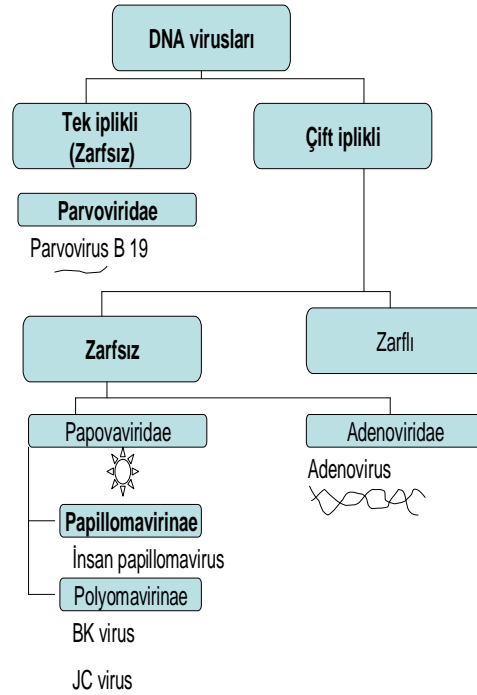 DNA virusları
Tek iplikli
(Zarfsız)
Çift iplikli
Parvoviridae
Parvovirus B 19
Zarfsız
Zarflı
Papovaviridae
Adenoviridae
Adenovirus
Papillomavirinae
İnsan papillomavirus
Polyomavirinae
BK virus
JC virus